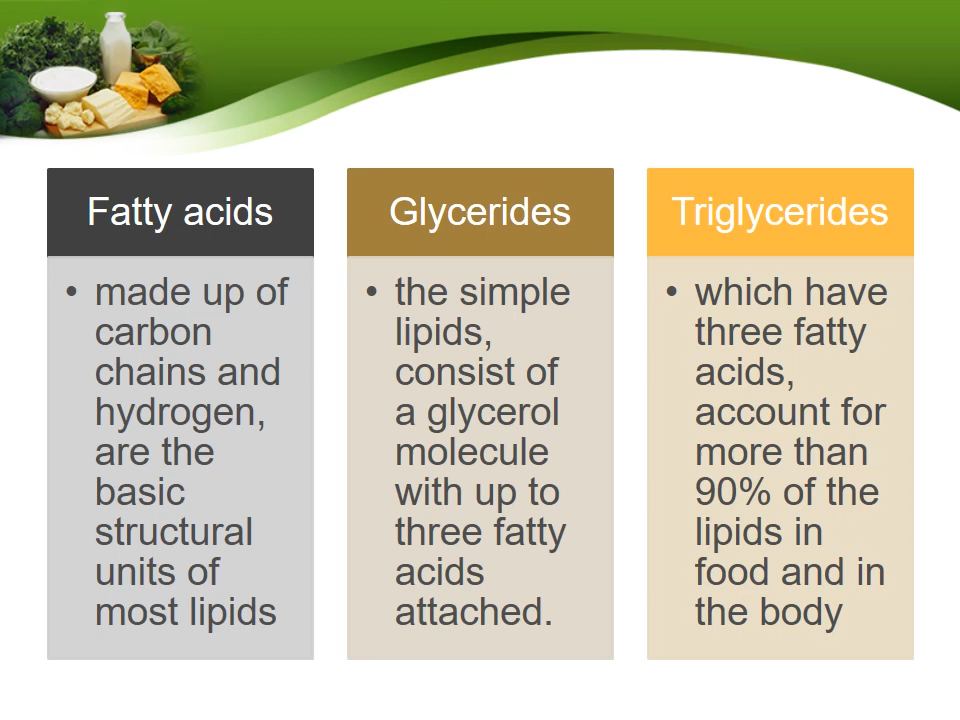 Fatty acids
• made up of
carbon
chains and
hydrogen,
are the
basic
structural
units of
most lipids
Glycerides
• the simple
lipids,
consist of
a glycerol
molecule
with up to
three fatty
acids
attached.
Triglycerides
• which have
three fatty
acids,
account for
more than
90% of the
lipids in
food and in
the body